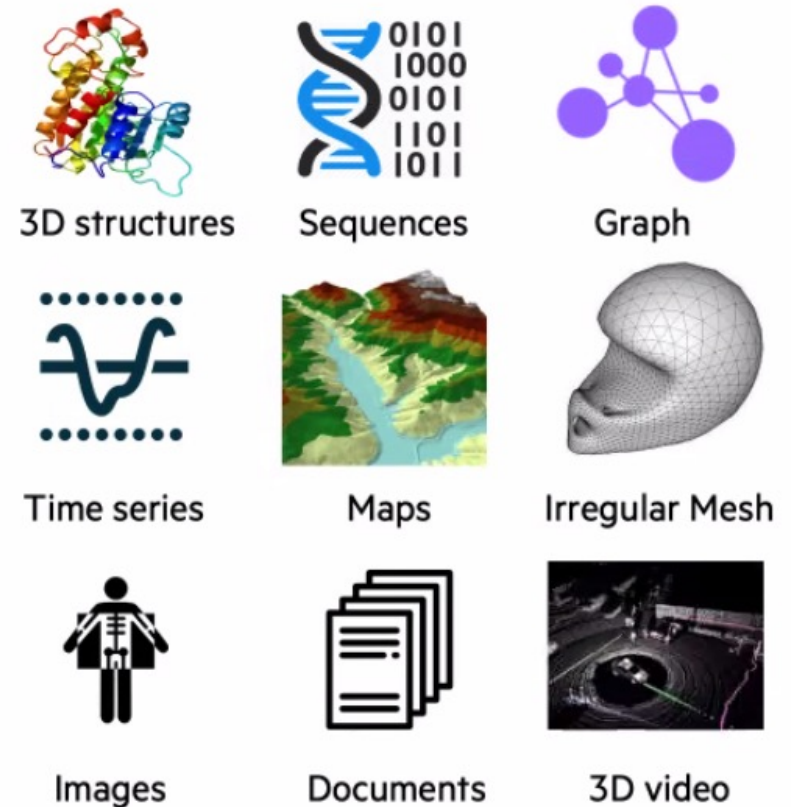 0101
1000
0101
1101
1011
3D structures
Sequences
Graph
Time series
Maps
Irregular Mesh
Images
Documents
3D video